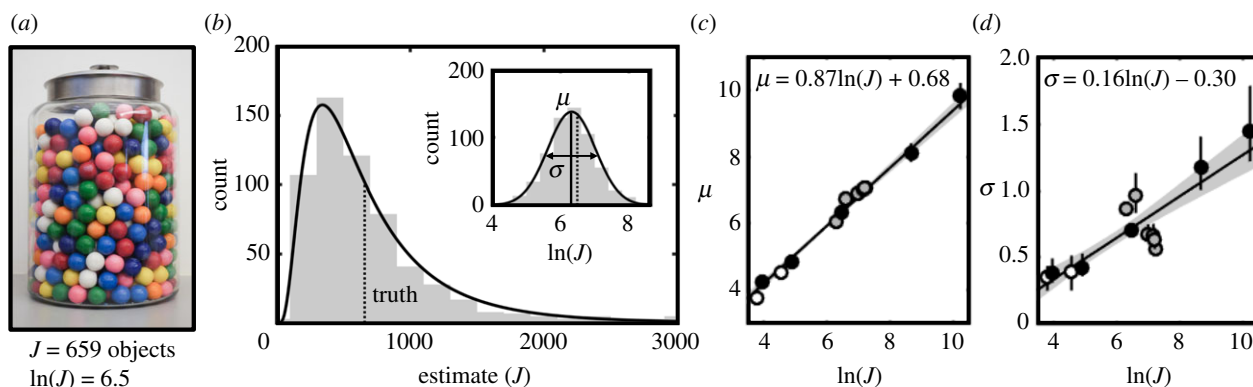 (a)
J = 659 objects
ln(J) = 6.5
(b)
count
200
150
100
50
0
0 1000 2000 3000
estimate (J)
truth
count
200
100
0
4 6 8
ln(J)
μ
σ
(c)
μ = 0.87ln(J) + 0.68
μ
10
8
6
4
4 6 8 10
ln(J)
(d)
σ = 0.16ln(J) – 0.30
σ
2.0
1.5
1.0
0.5
0
4 6 8 10
ln(J)